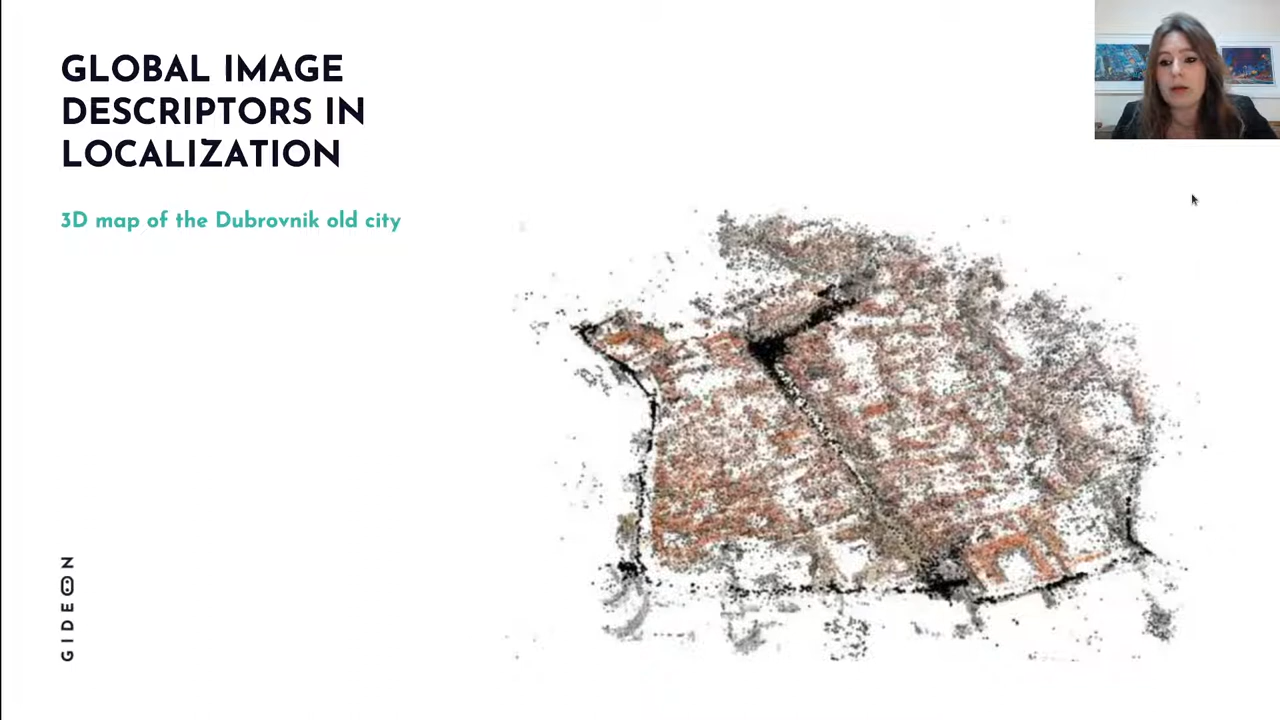 GLOBAL IMAGE
DESCRIPTORS IN
LOCALIZATION
3D map of the Dubrovnik old city
GIDEON